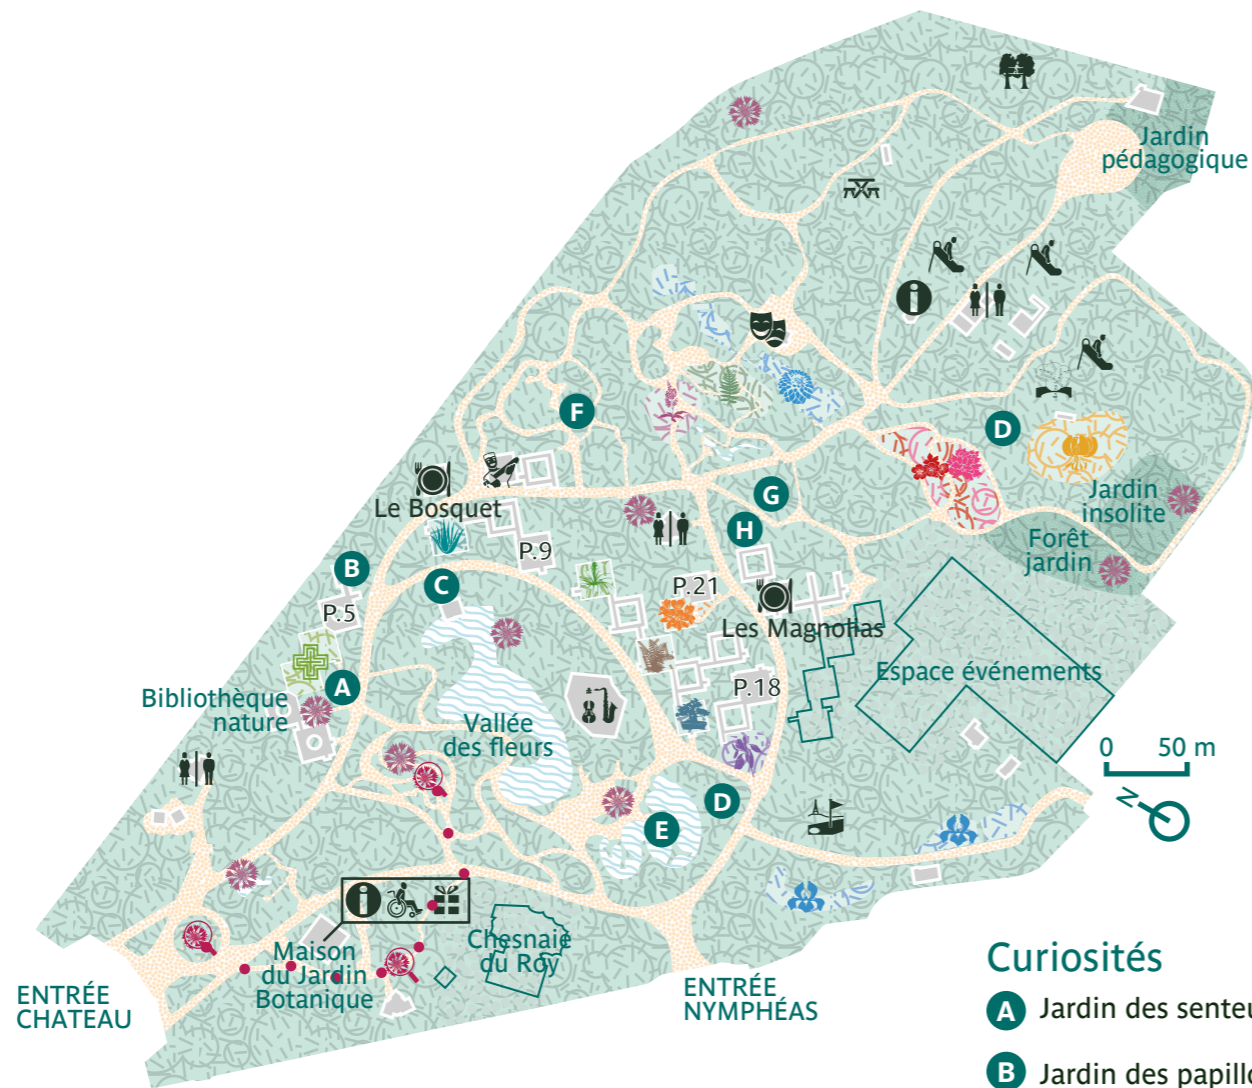 Jardin
pédagogique
F
D
Le Bosquet
G
H
Jardin
insolite
P.9
Forêt
jardin
B
C
P.5
P.21
Les Magnolias
A
Espace événements
Bibliothèque
nature
P.18
Vallée
des fleurs
0 50 m
N
D
E
Maison
du Jardin
Botanique
Chesnaie
du Roy
ENTRÉE
CHATEAU
ENTRÉE
NYMPHÉAS
Curiosités
A Jardin des senteu
B Jardin des papillo